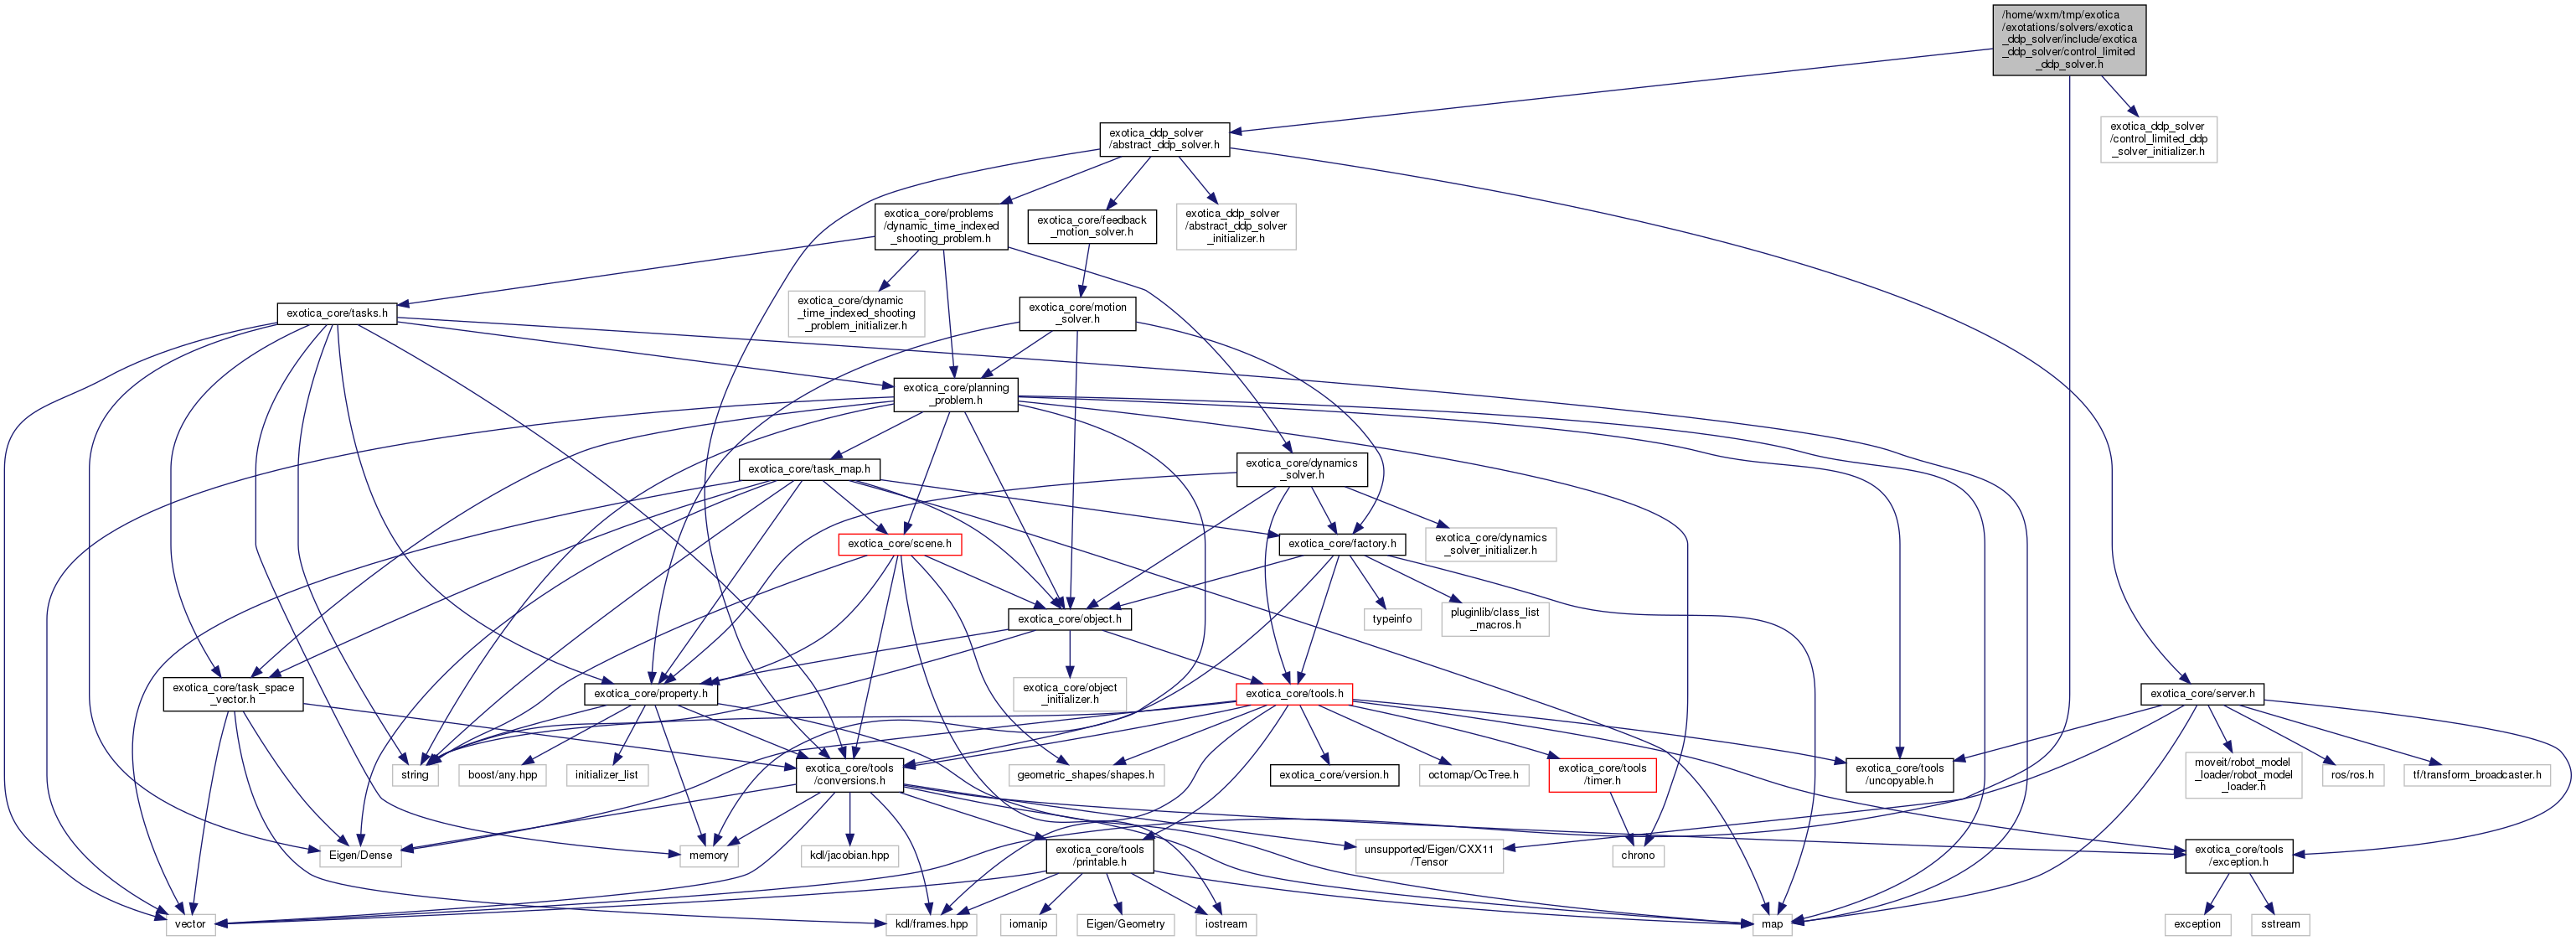 /home/wxm/tmp/exotica
/exotations/solvers/exotica
_ddp_solver/include/exotica
_ddp_solver/control_limited
_ddp_solver.h
exotica_ddp_solver
/abstract_ddp_solver.h
exotica_ddp_solver
/control_limited_ddp
_solver_initializer.h
exotica_core/problems
/dynamic_time_indexed
_shooting_problem.h
exotica_core/feedback
_motion_solver.h
exotica_ddp_solver
/abstract_ddp_solver
_initializer.h
exotica_core/tasks.h
exotica_core/dynamic
_time_indexed_shooting
_problem_initializer.h
exotica_core/motion
_solver.h
exotica_core/planning
_problem.h
exotica_core/task_map.h
exotica_core/dynamics
_solver.h
exotica_core/scene.h
exotica_core/factory.h
exotica_core/dynamics
_solver_initializer.h
exotica_core/object.h
typeinfo
pluginlib/class_list
_macros.h
exotica_core/task_space
_vector.h
exotica_core/property.h
exotica_core/object
_initializer.h
exotica_core/tools.h
exotica_core/server.h
string
boost/any.hpp
initializer_list
exotica_core/tools
/conversions.h
geometric_shapes/shapes.h
exotica_core/version.h
octomap/OcTree.h
exotica_core/tools
/timer.h
exotica_core/tools
/uncopyable.h
moveit/robot_model
_loader/robot_model
_loader.h
ros/ros.h
tf/transform_broadcaster.h
Eigen/Dense
memory
kdl/jacobian.hpp
exotica_core/tools
/printable.h
unsupported/Eigen/CXX11
/Tensor
chrono
exotica_core/tools
/exception.h
vector
kdl/frames.hpp
iomanip
Eigen/Geometry
iostream
map
exception
sstream